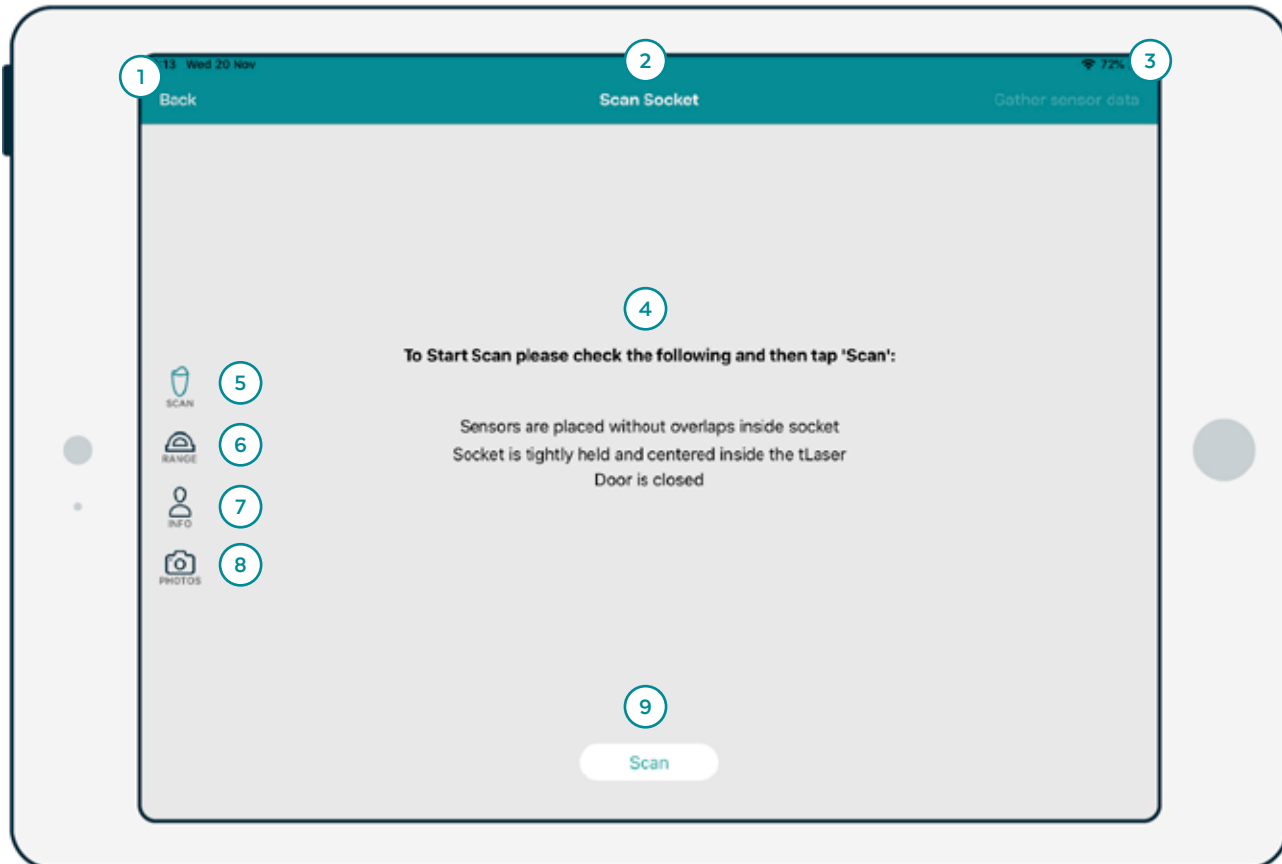 :13 Wed 20 Nov
72%
1
2
3
Back
Scan Socket
Gather sensor data
4
To Start Scan please check the following and then tap 'Scan':
5
SCAN
Sensors are placed without overlaps inside socket
6
RANGE
Socket is tightly held and centered inside the tLaser
Door is closed
7
INFO
8
PHOTOS
9
Scan